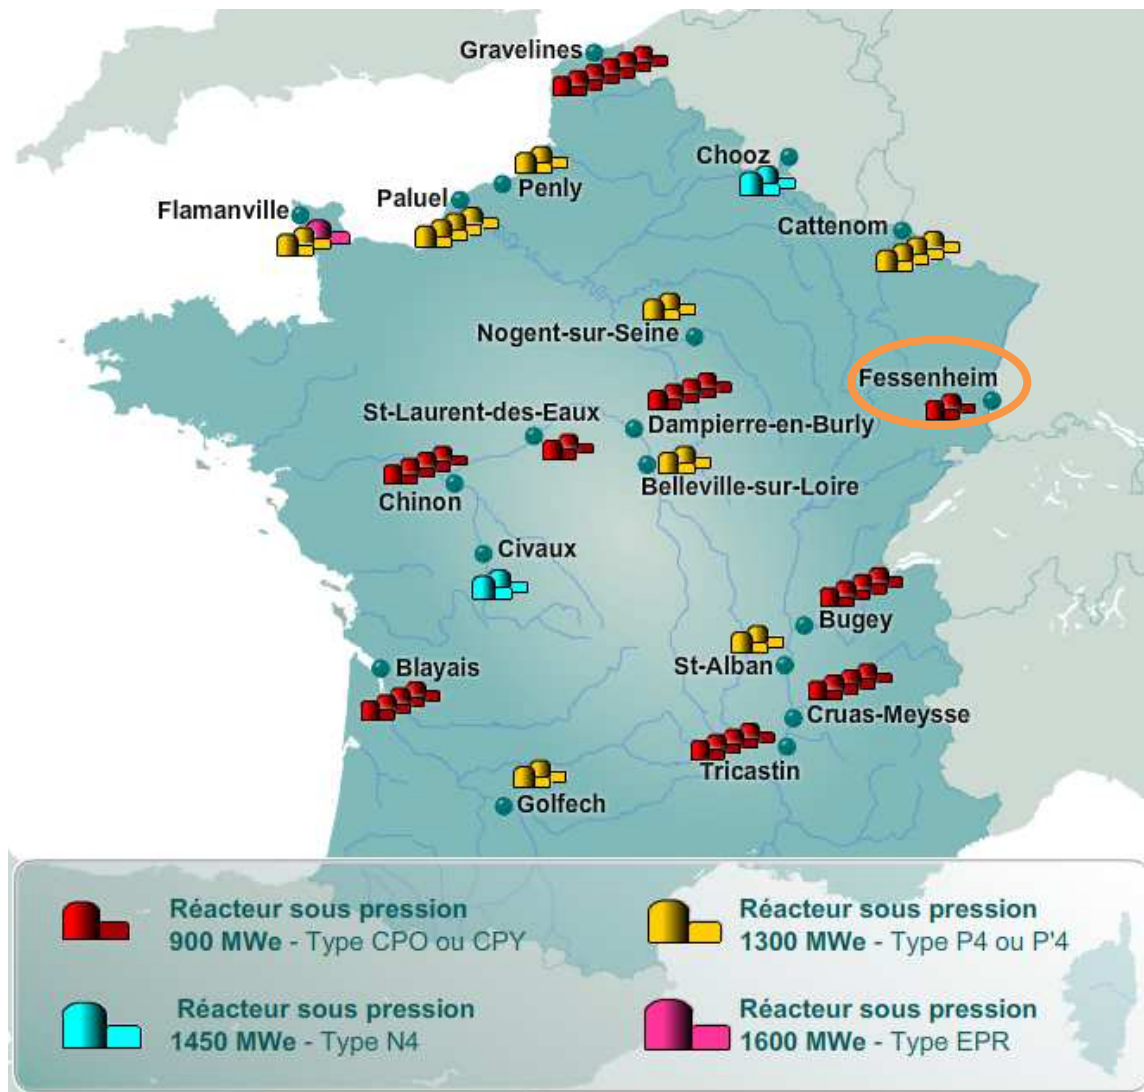 Gravelines
Chooz
Penly
Paluel
Flamanville
Cattenom
Nogent-sur-Seine
Fessenheim
St-Laurent-des-Eaux
Dampierre-en-Burly
Belleville-sur-Loire
Chinon
Civaux
Bugey
St-Alban
Blayais
Cruas-Meysse
Tricastin
Golfech
Réacteur sous pression
900 MWe - Type CPO ou CPY
Réacteur sous pression
1300 MWe - Type P4 ou P'4
Réacteur sous pression
1450 MWe - Type N4
Réacteur sous pression
1600 MWe - Type EPR